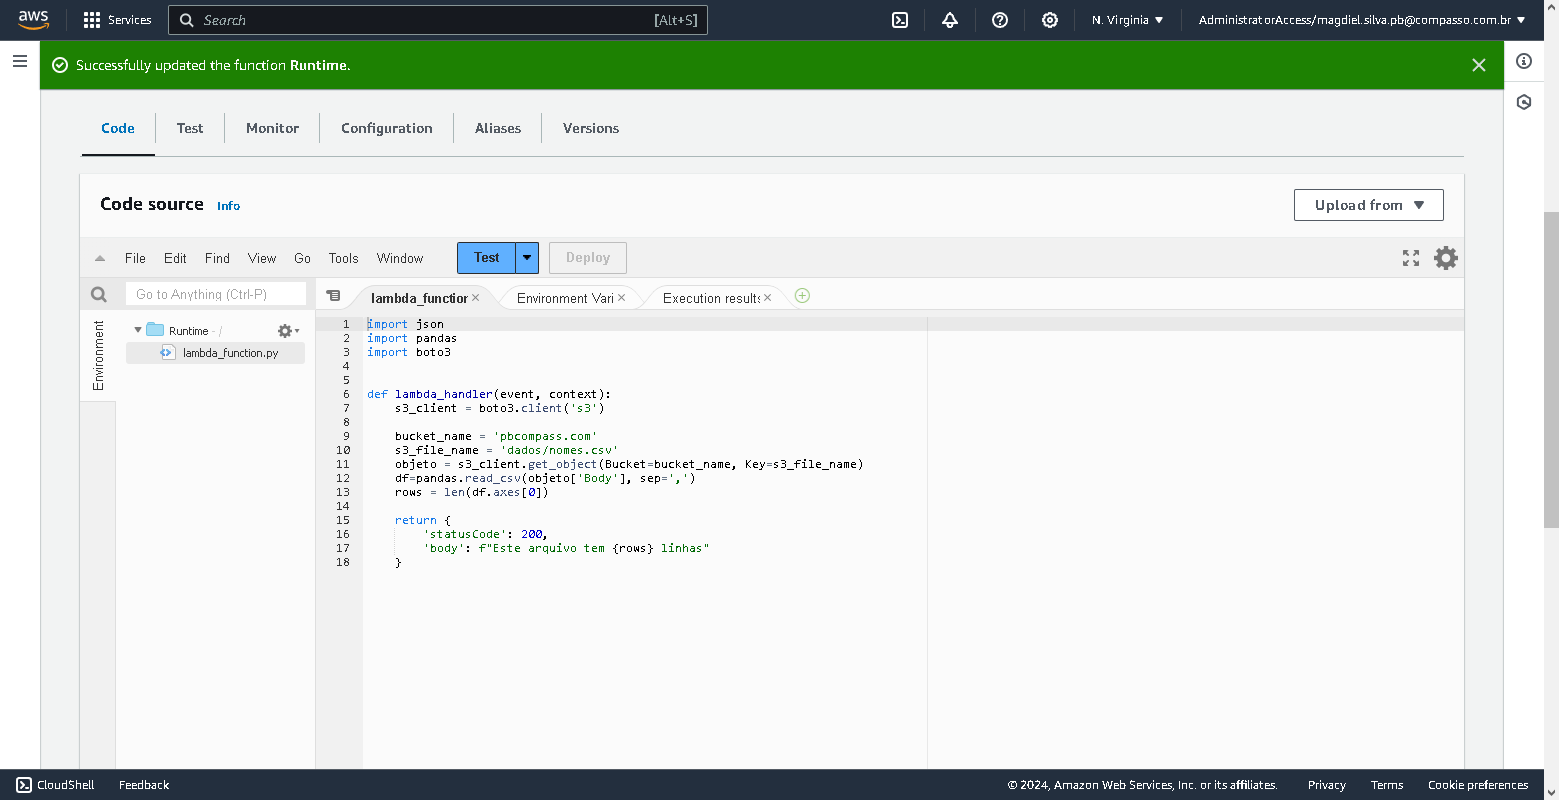 aws
Services
Search
[Alt+S]
N. Virginia
AdministratorAccess/magdiel.silva.pb@compasso.com.br
Successfully updated the function Runtime.
Code
Test
Monitor
Configuration
Aliases
Versions
Code source
Info
Upload from
File
Edit
Find
View
Go
Tools
Window
Test
Deploy
Go to Anything (Ctrl-P)
lambda_function
Environment Vari
Execution results
Environment
Runtime - /
lambda_function.py
1 import json
2 import pandas
3 import boto3
4
5
6 def lambda_handler(event, context):
7     s3_client = boto3.client('s3')
8
9     bucket_name = 'pbcompass.com'
10     s3_file_name = 'dados/nomes.csv'
11     objeto = s3_client.get_object(Bucket=bucket_name, Key=s3_file_name)
12     df=pandas.read_csv(objeto['Body'], sep=',')
13     rows = len(df.axes[0])
14
15     return {
16         'statusCode': 200,
17         'body': f"Este arquivo tem {rows} linhas"
18     }
CloudShell
Feedback
© 2024, Amazon Web Services, Inc. or its affiliates.
Privacy
Terms
Cookie preferences